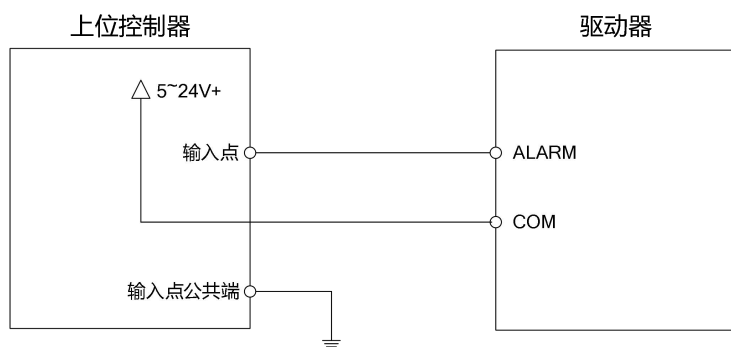 上位控制器
驱动器
5~24V+
输入点
ALARM
COM
输入点公共端